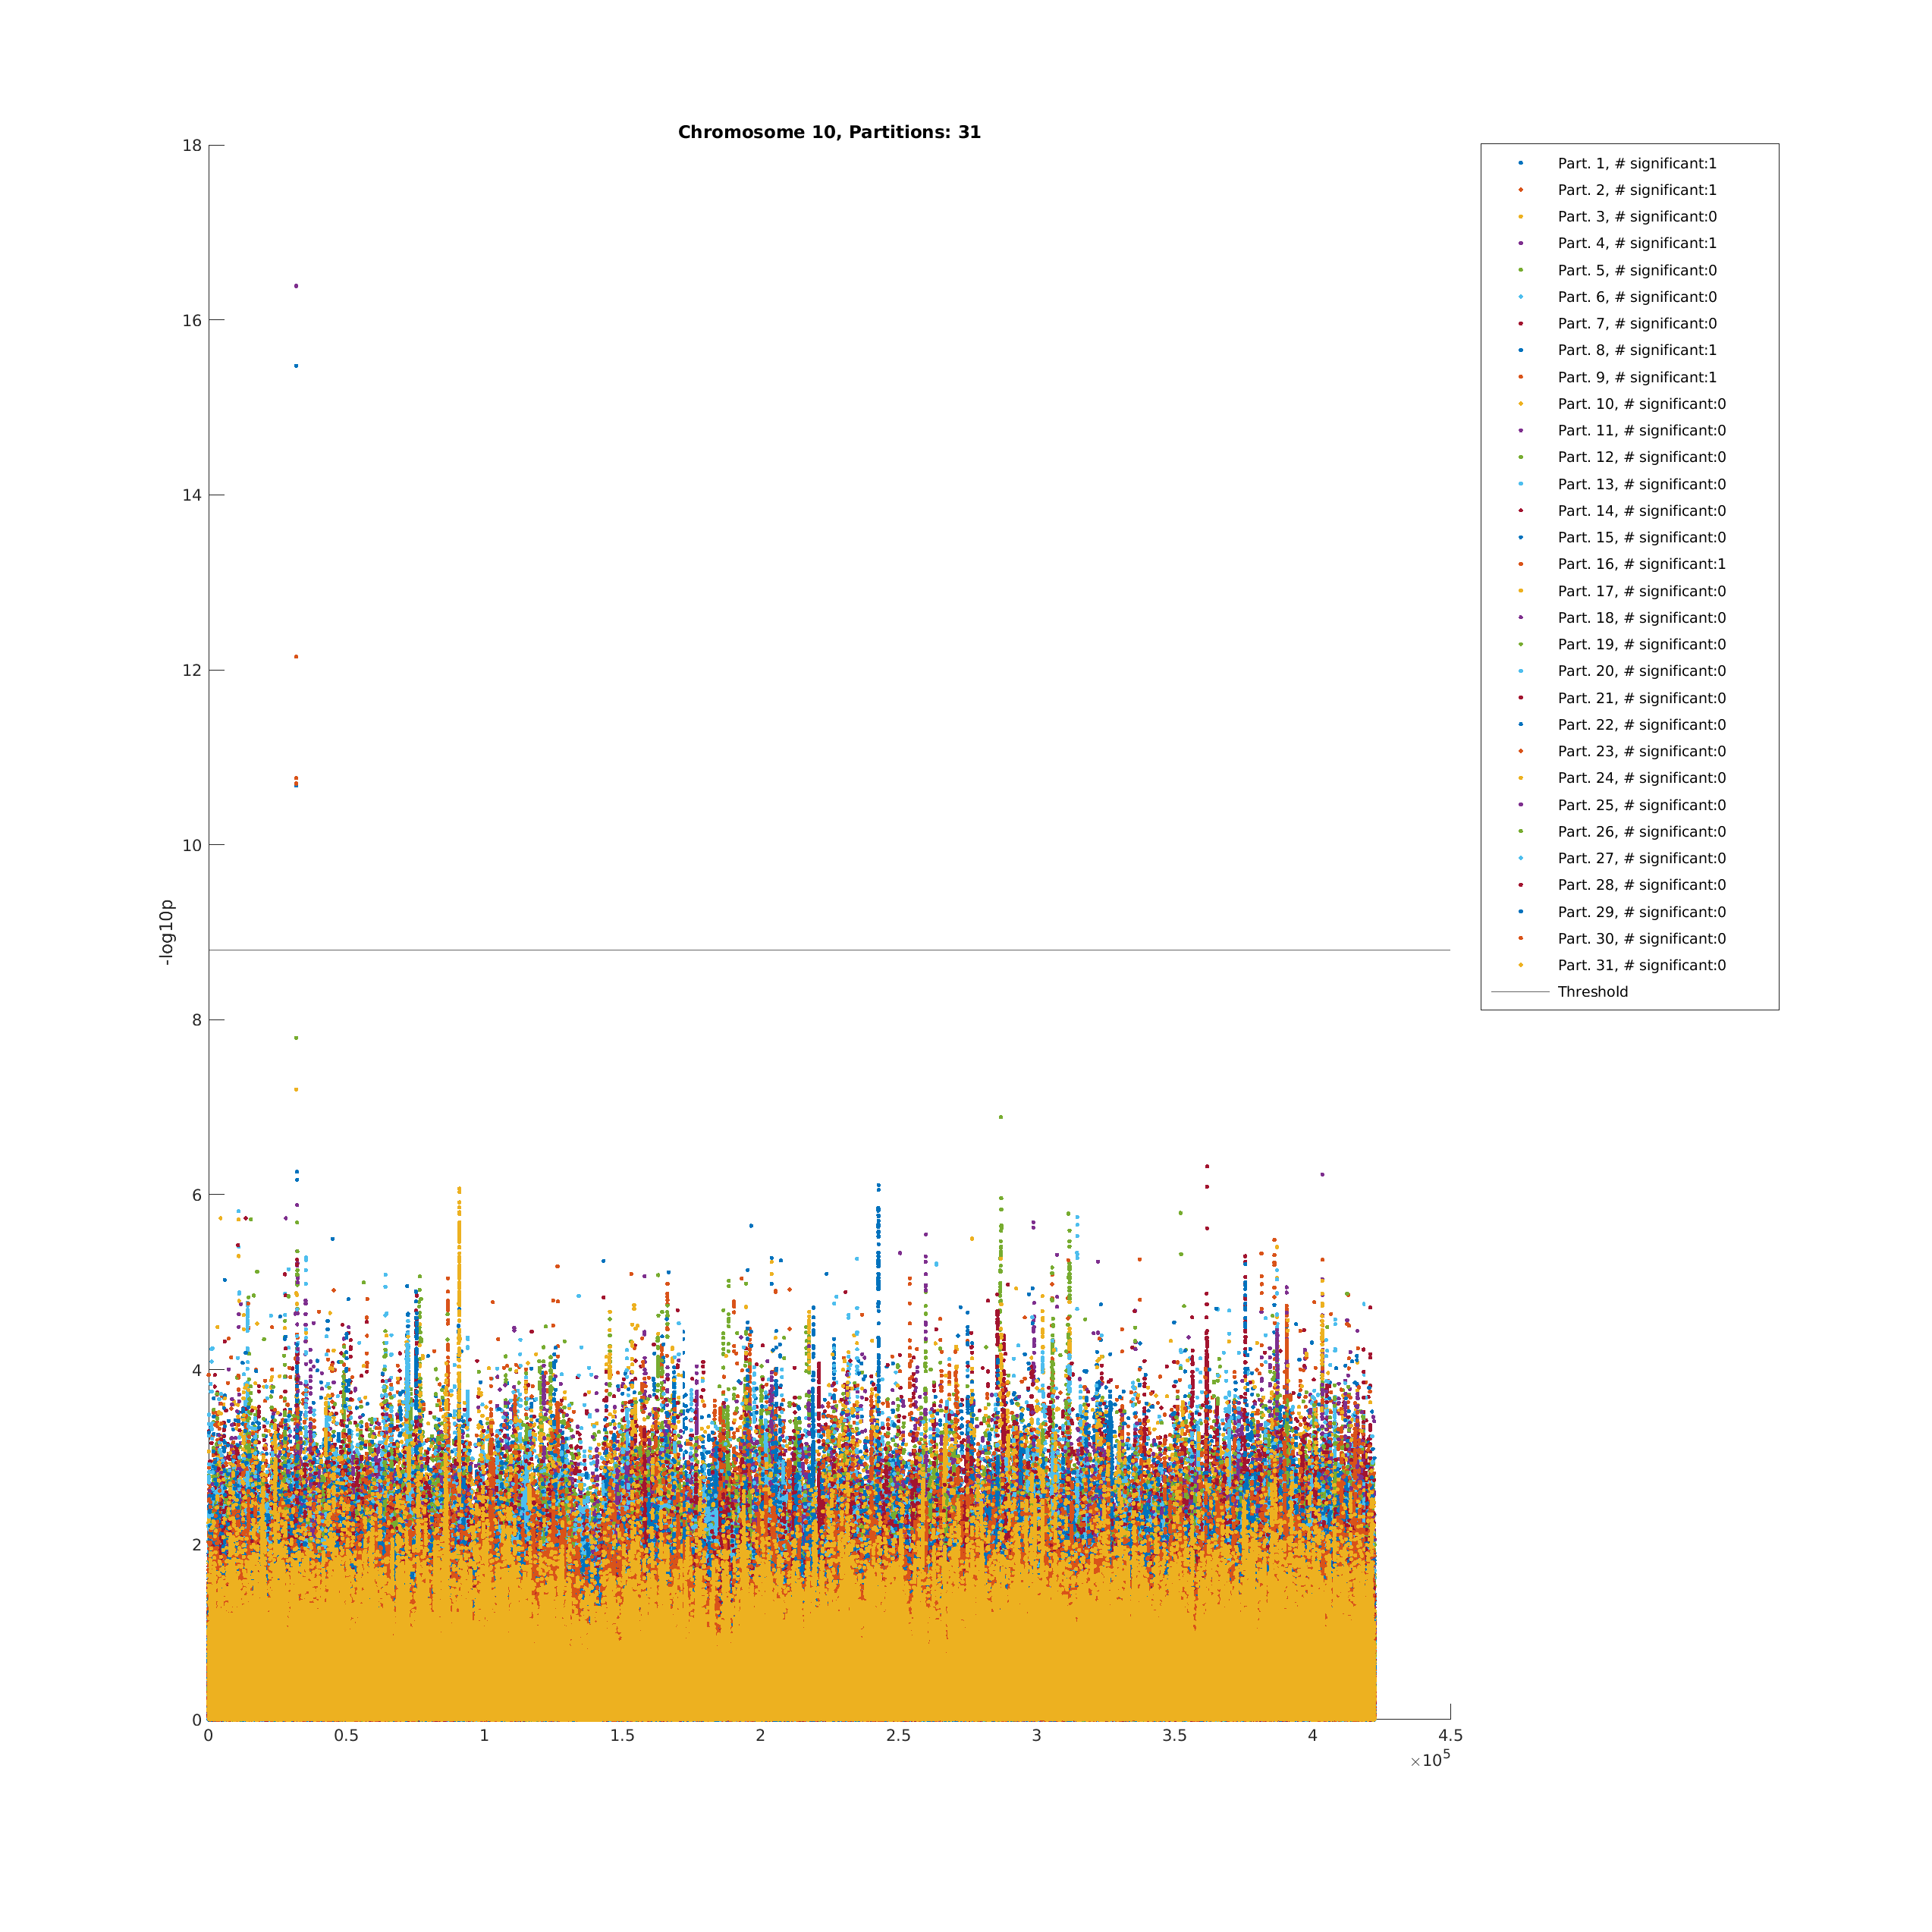 Chromosome 10, Partitions: 31
18
16
14
12
10
8
6
4
2
0
-log10p
0 0.5 1 1.5 2 2.5 3 3.5 4 4.5
×10^5
Part. 1, # significant:1
Part. 2, # significant:1
Part. 3, # significant:0
Part. 4, # significant:1
Part. 5, # significant:0
Part. 6, # significant:0
Part. 7, # significant:0
Part. 8, # significant:1
Part. 9, # significant:1
Part. 10, # significant:0
Part. 11, # significant:0
Part. 12, # significant:0
Part. 13, # significant:0
Part. 14, # significant:0
Part. 15, # significant:0
Part. 16, # significant:1
Part. 17, # significant:0
Part. 18, # significant:0
Part. 19, # significant:0
Part. 20, # significant:0
Part. 21, # significant:0
Part. 22, # significant:0
Part. 23, # significant:0
Part. 24, # significant:0
Part. 25, # significant:0
Part. 26, # significant:0
Part. 27, # significant:0
Part. 28, # significant:0
Part. 29, # significant:0
Part. 30, # significant:0
Part. 31, # significant:0
Threshold